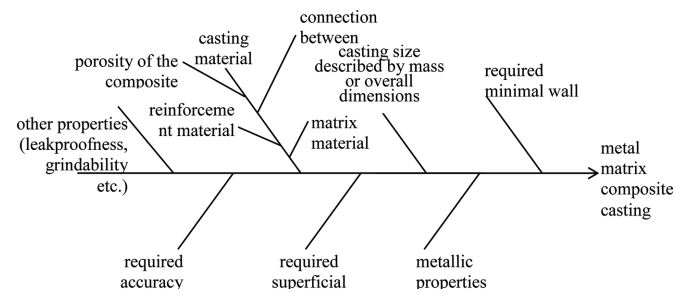 connection
between
casting
material
porosity of the
composite
casting size
described by mass
or overall
dimensions
required
minimal wall
reinforceme
nt material
matrix
material
other properties
(leakproofness,
grindability
etc.)
metal
matrix
composite
casting
required
accuracy
required
superficial
metallic
properties